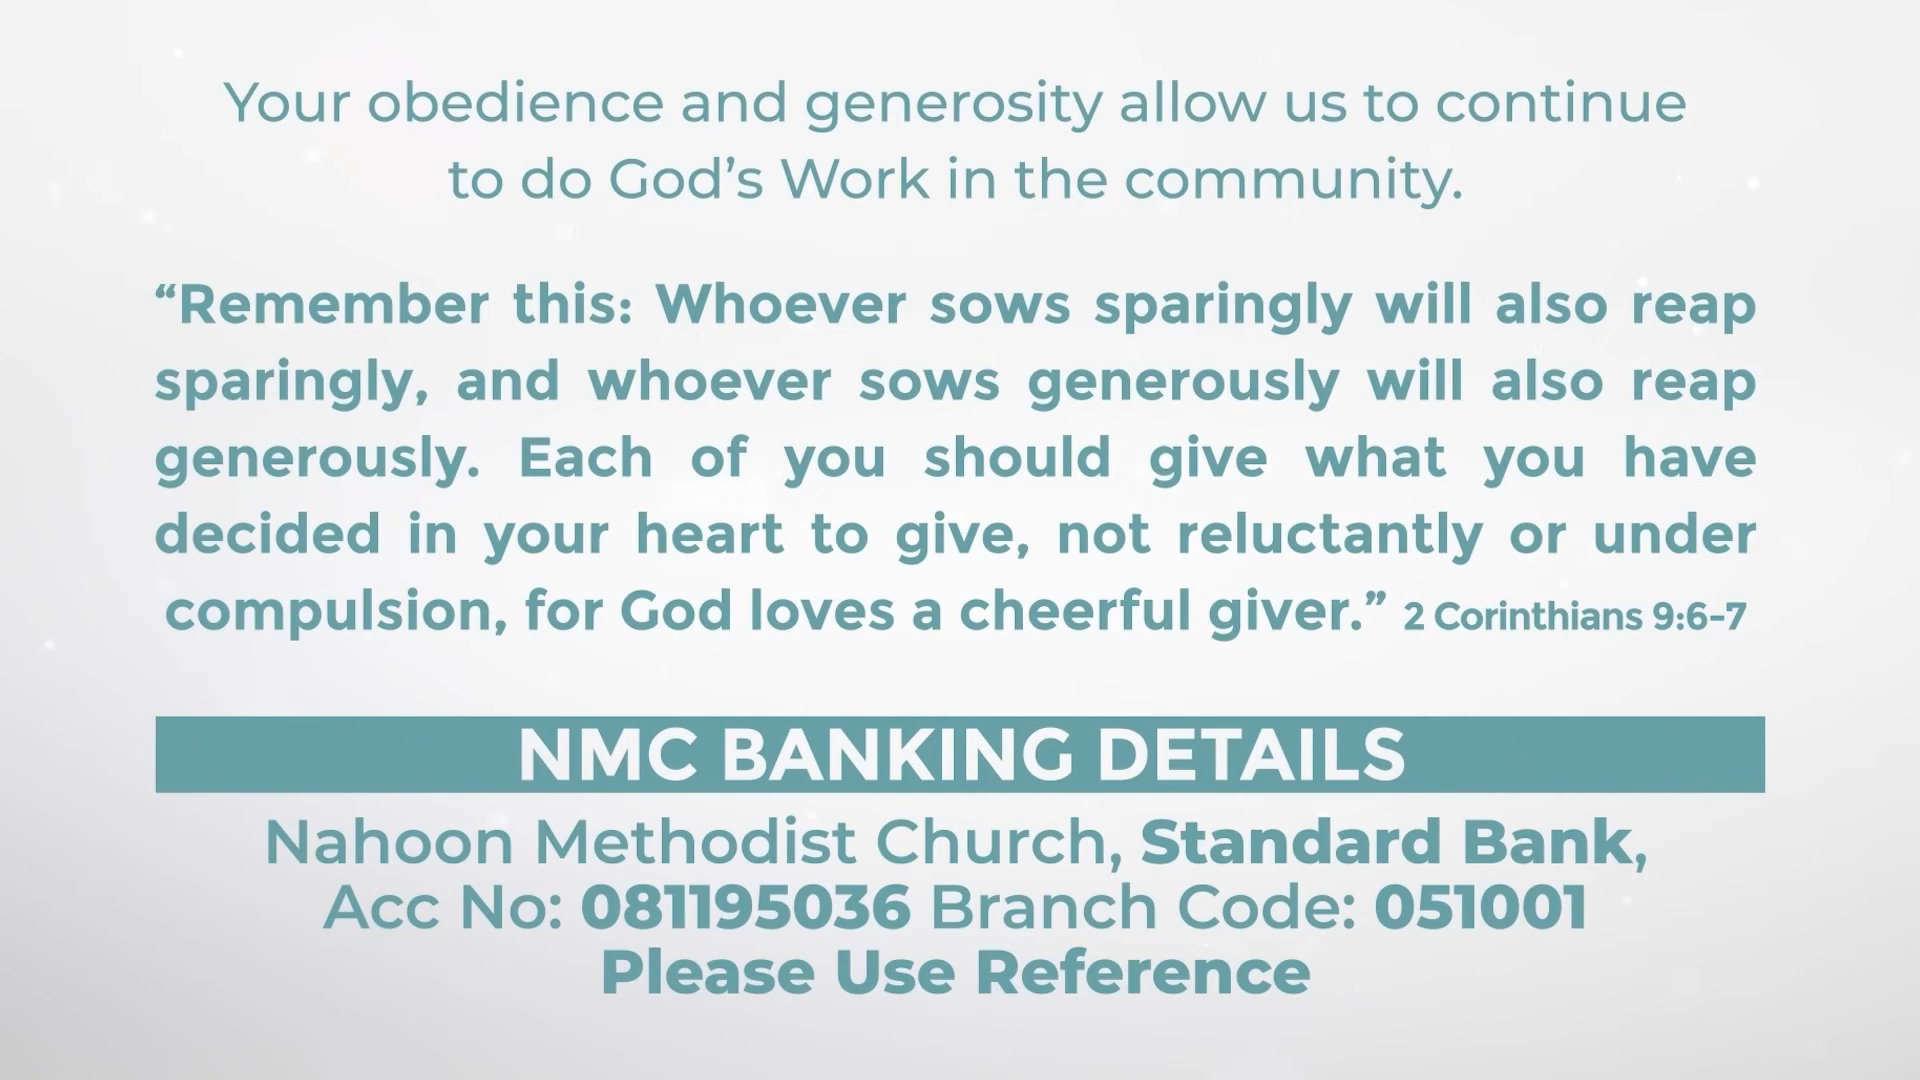 Your obedience and generosity allow us to continue
to do God’s Work in the community.
“Remember this: Whoever sows sparingly will also reap
sparingly, and whoever sows generously will also reap
generously. Each of you should give what you have
decided in your heart to give, not reluctantly or under
compulsion, for God loves a cheerful giver.” 2 Corinthians 9:6-7
NMC BANKING DETAILS
Nahoon Methodist Church, Standard Bank,
Acc No: 081195036 Branch Code: 051001
Please Use Reference